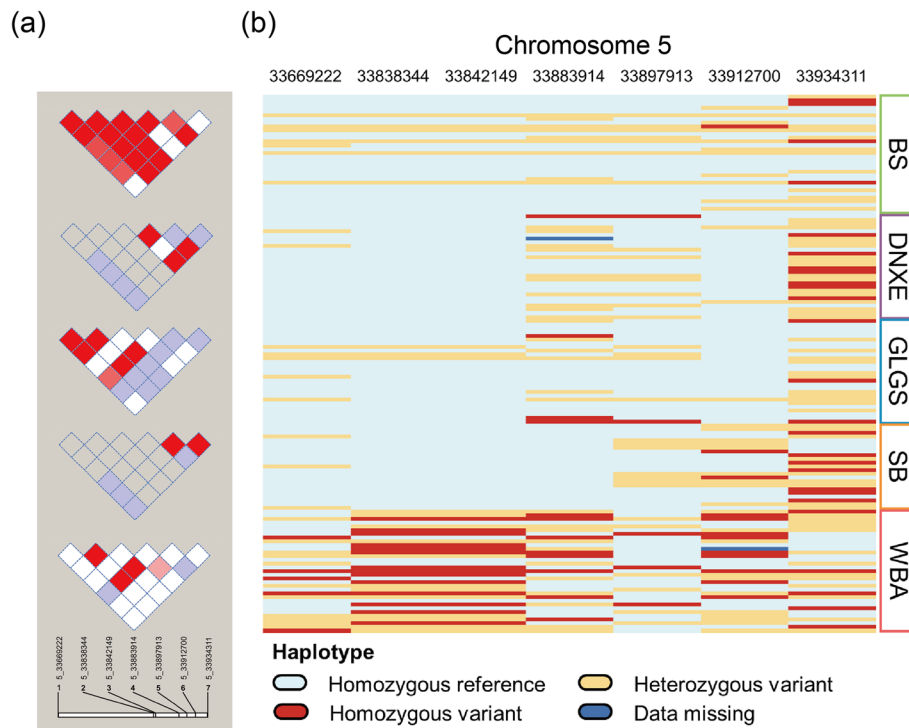 (a)
(b)
Chromosome 5
33669222 33838344 33842149 33883914 33897913 33912700 33934311
BS
DNXE
GLGS
SB
WBA
5_33669222
5_33838344
5_33842149
5_33883914
5_33897913
5_33912700
5_33934311
1 2 3 4 5 6 7
Haplotype
Homozygous reference
Heterozygous variant
Homozygous variant
Data missing